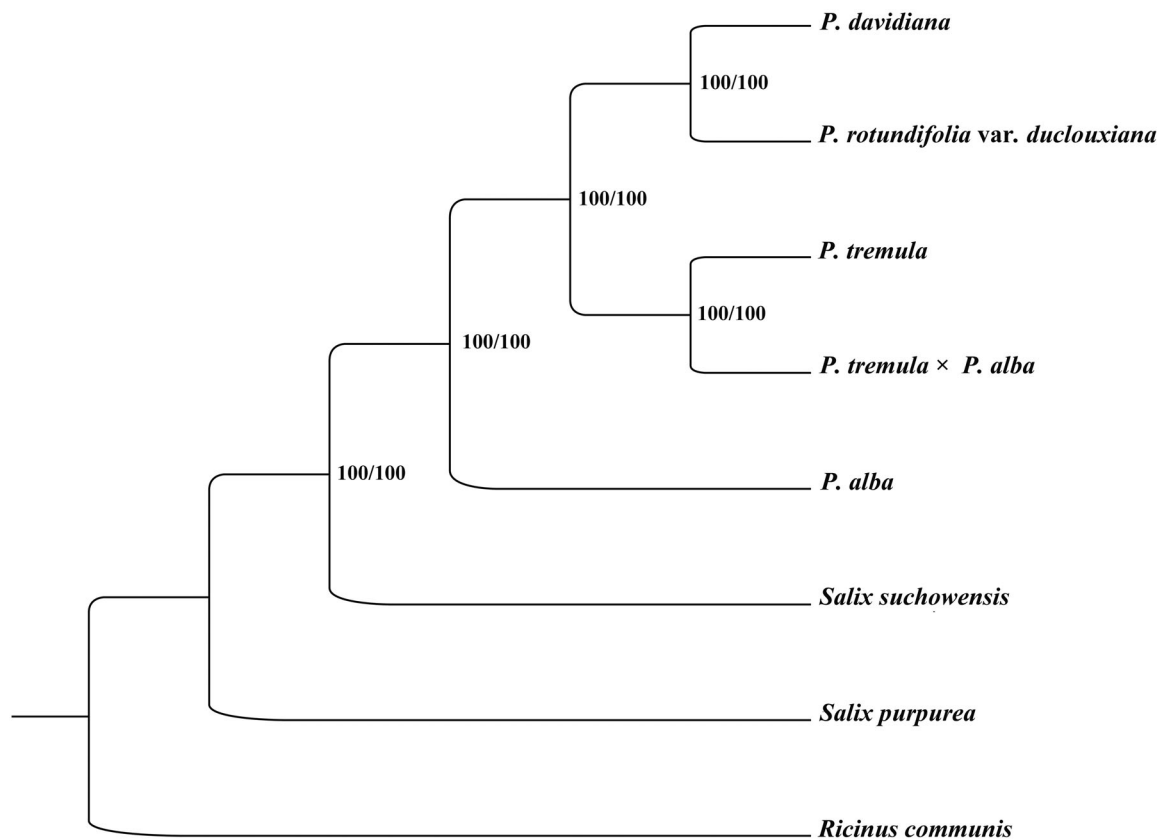 P. davidiana
100/100
P. rotundifolia var. duclouxiana
100/100
P. tremula
100/100
100/100
P. tremula × P. alba
100/100
P. alba
Salix suchowensis
Salix purpurea
Ricinus communis